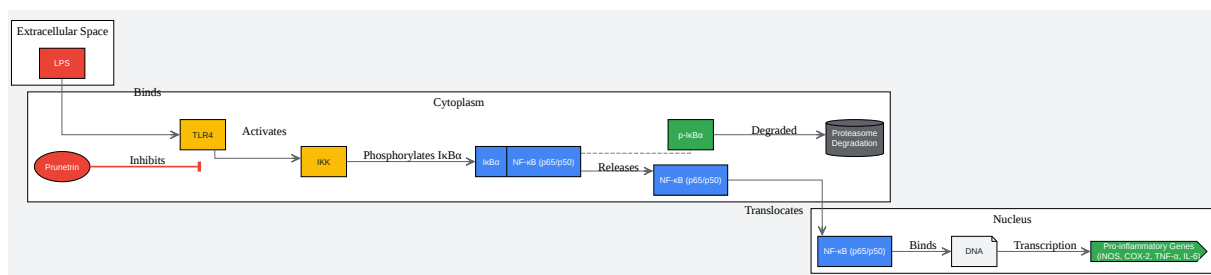 Extracellular Space
LPS
Binds
Cytoplasm
TLR4
Activates
p-IκBα
Degraded
Proteasome
Degradation
Prunetrin
Inhibits
IKK
Phosphorylates IκBα
IκBα
NF-κB (p65/p50)
Releases
NF-κB (p65/p50)
Translocates
Nucleus
NF-κB (p65/p50)
Binds
DNA
Transcription
Pro-inflammatory Genes
(iNOS, COX-2, TNF-α, IL-6)